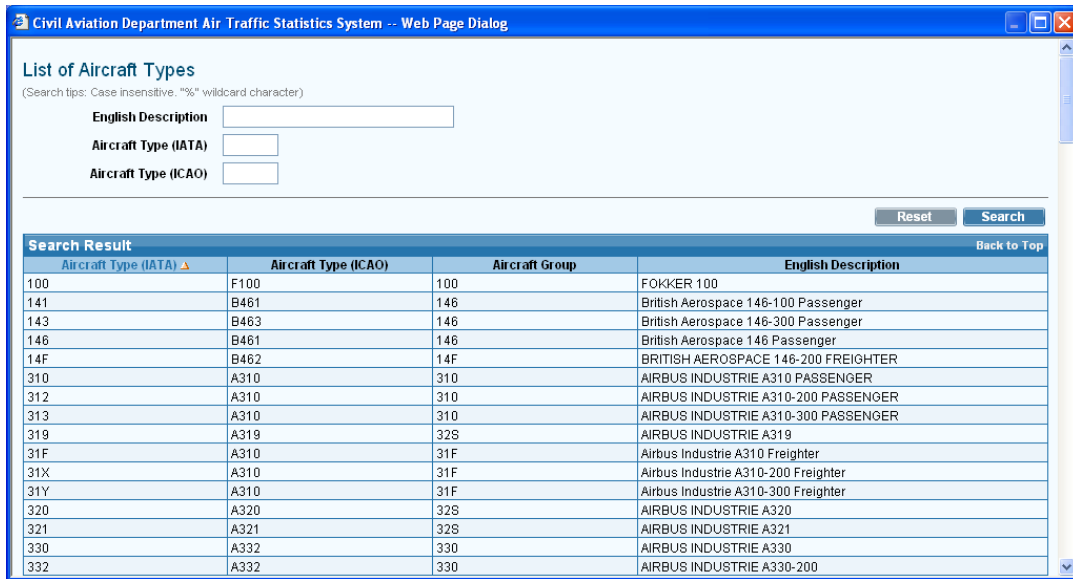 Civil Aviation Department Air Traffic Statistics System -- Web Page Dialog
List of Aircraft Types
(Search tips: Case insensitive. "%" wildcard character)
English Description
Aircraft Type (IATA)
Aircraft Type (ICAO)
Reset Search
Search Result Back to Top
Aircraft Type (IATA) Aircraft Type (ICAO) Aircraft Group English Description
100 F100 100 FOKKER 100
141 B461 146 British Aerospace 146-100 Passenger
143 B463 146 British Aerospace 146-300 Passenger
146 B461 146 British Aerospace 146 Passenger
14F B462 14F BRITISH AEROSPACE 146-200 FREIGHTER
310 A310 310 AIRBUS INDUSTRIE A310 PASSENGER
312 A310 310 AIRBUS INDUSTRIE A310-200 PASSENGER
313 A310 310 AIRBUS INDUSTRIE A310-300 PASSENGER
319 A319 32S AIRBUS INDUSTRIE A319
31F A310 31F Airbus Industrie A310 Freighter
31X A310 31F Airbus Industrie A310-200 Freighter
31Y A310 31F Airbus Industrie A310-300 Freighter
320 A320 32S AIRBUS INDUSTRIE A320
321 A321 32S AIRBUS INDUSTRIE A321
330 A332 330 AIRBUS INDUSTRIE A330
332 A332 330 AIRBUS INDUSTRIE A330-200